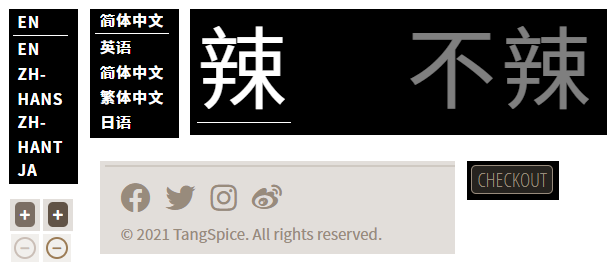 EN
EN
ZH-
HANS
ZH-
HANT
JA
简体中文
英语
简体中文
繁体中文
日语
辣 不辣
CHECKOUT
© 2021 TangSpice. All rights reserved.